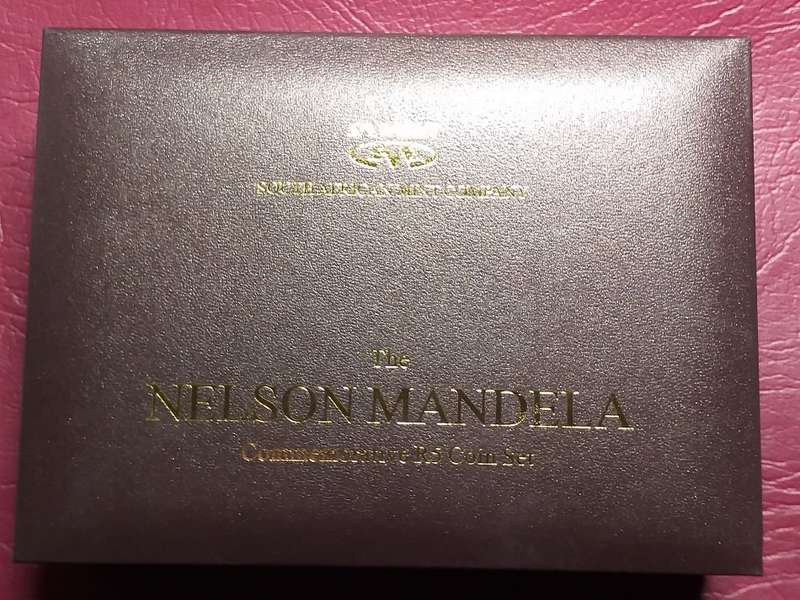 SOUTH AFRICAN MINT COMPANY
The
NELSON MANDELA
Commemorative R5 Coin Set